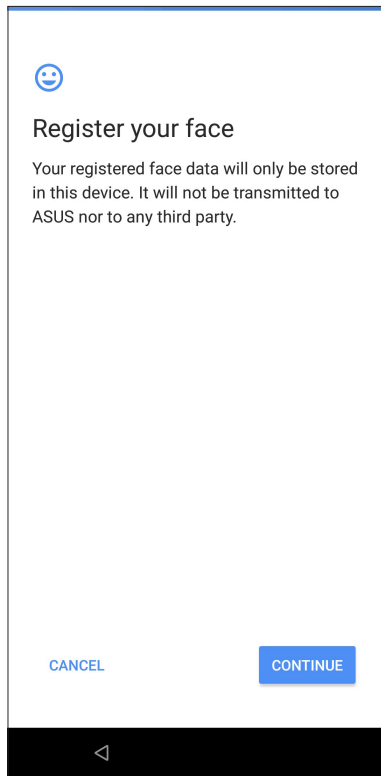 Register your face
Your registered face data will only be stored
in this device. It will not be transmitted to
ASUS nor to any third party.
CANCEL
CONTINUE